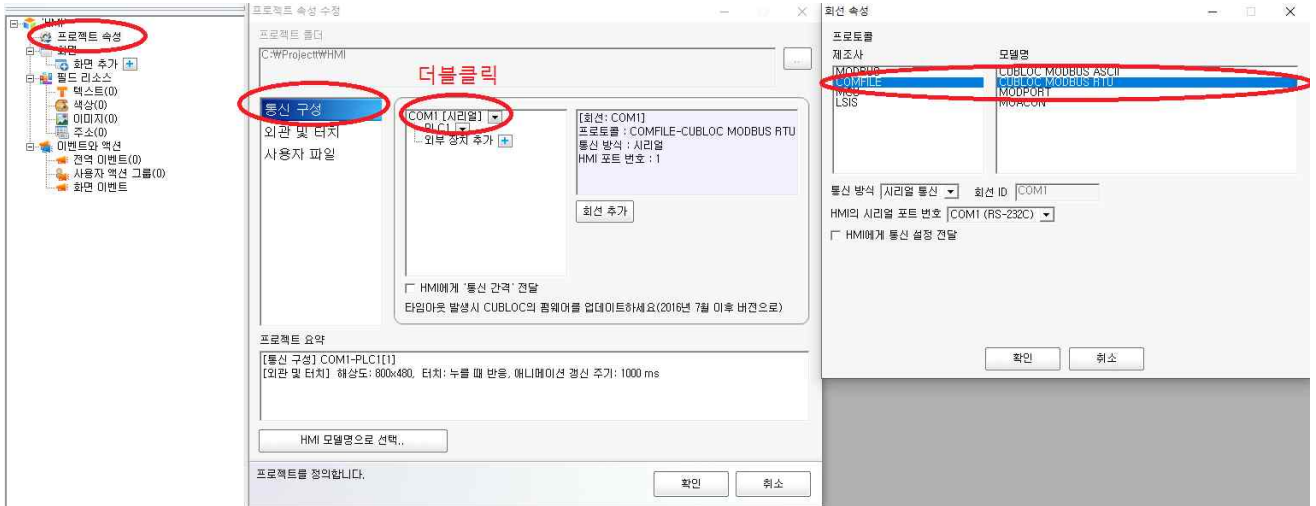 'HMI'
프로젝트 속성
화면
화면 추가
필드 리소스
텍스트(0)
색상(0)
이미지(0)
주소(0)
이벤트와 액션
전역 이벤트(0)
사용자 액션 그룹(0)
화면 이벤트
프로젝트 속성 수정
프로젝트 폴더
C:\Project\HMI
...
더블클릭
통신 구성
외관 및 터치
사용자 파일
COM1 [시리얼]
PLC1
외부 장치 추가
[회선: COM1]
프로토콜 : COMFILE-CUBLOC MODBUS RTU
통신 방식 : 시리얼
HMI 포트 번호 : 1
회선 추가
HMI에게 '통신 간격' 전달
타임아웃 발생시 CUBLOC의 펌웨어를 업데이트하세요(2016년 7월 이후 버전으로)
프로젝트 요약
[통신 구성] COM1-PLC1[1]
[외관 및 터치] 해상도: 800x480, 터치: 누를 때 반응, 애니메이션 갱신 주기: 1000 ms
HMI 모델명으로 선택..
프로젝트를 정의합니다.
확인
취소
회선 속성
프로토콜
제조사
모델명
MODBUS
COMFILE
LSIS
CUBLOC MODBUS ASCII
CUBLOC MODBUS RTU
MODPORT
MOACON
통신 방식
시리얼 통신
회선 ID
COM1
HMI의 시리얼 포트 번호
COM1 (RS-232C)
HMI에게 통신 설정 전달
확인
취소